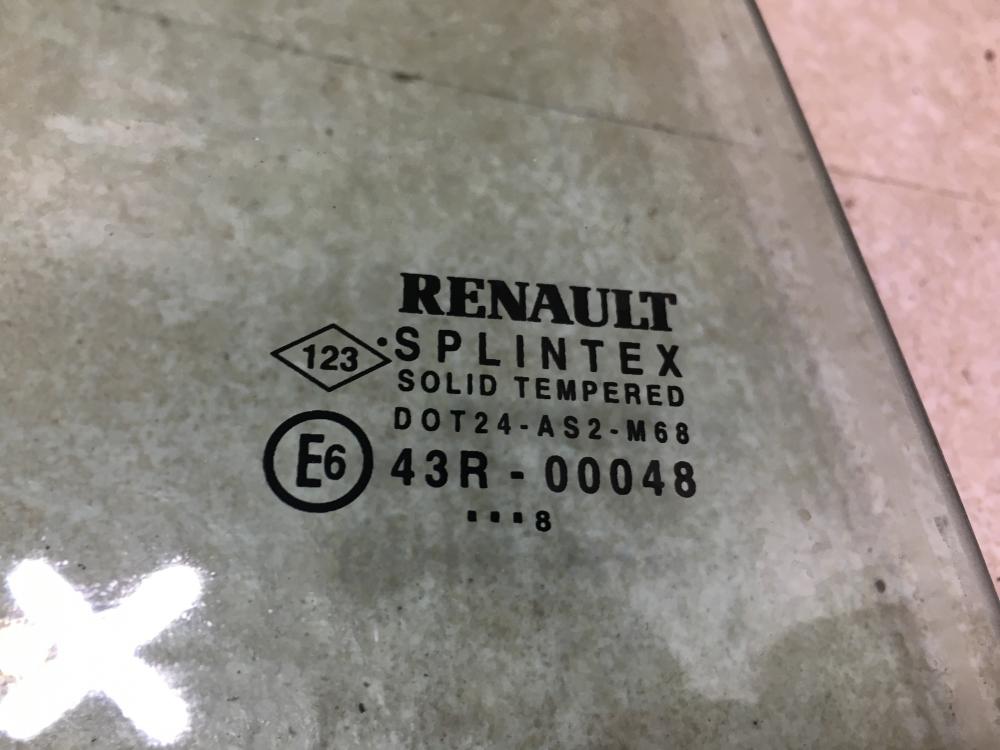 RENAULT
123 SPLINTEX
SOLID TEMPERED
DOT24-AS2-M68
E6 43R - 00048
...8